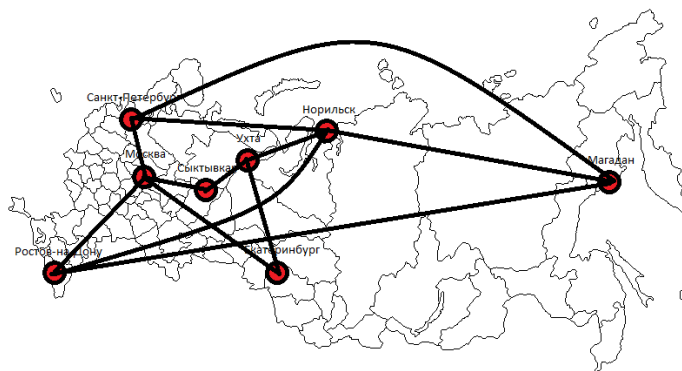 Санкт-Петербург
Норильск
Ухта
Москва
Сыктывкар
Магадан
Ростов-на-Дону
Екатеринбург